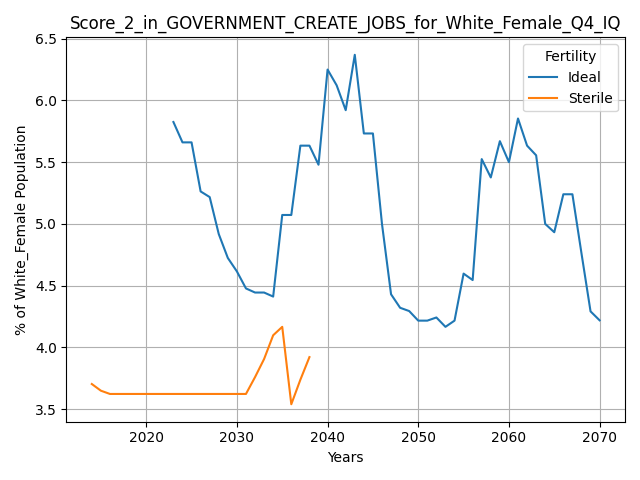 Score_2_in_GOVERNMENT_CREATE_JOBS_for_White_Female_Q4_IQ
Fertility
Ideal
Sterile
% of White_Female Population
6.5
6.0
5.5
5.0
4.5
4.0
3.5
2020 2030 2040 2050 2060 2070
Years